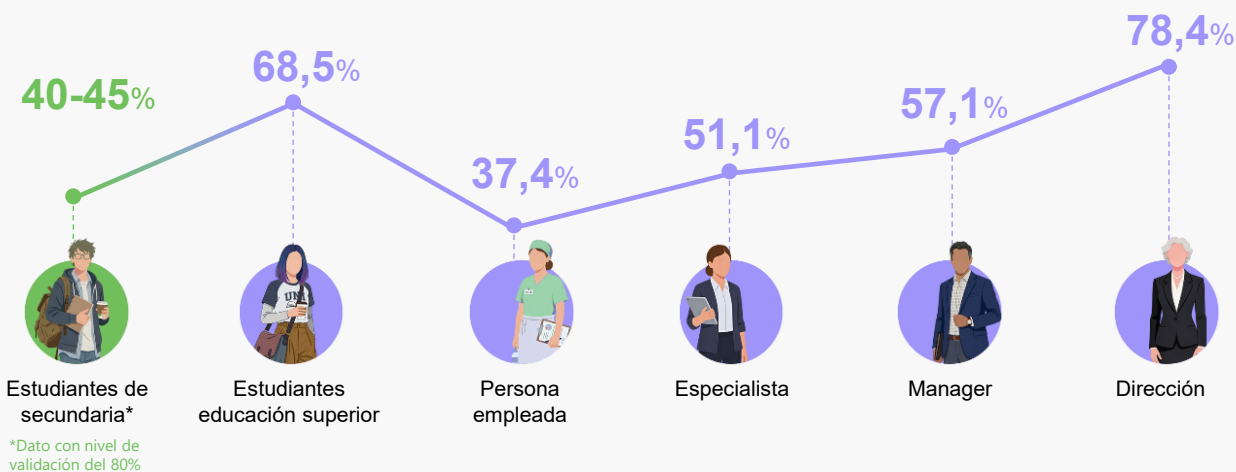 40-45%
68,5%
37,4%
51,1%
57,1%
78,4%
UNI
Estudiantes de
secundaria*
*Dato con nivel de
validación del 80%
Estudiantes
educación superior
Persona
empleada
Especialista
Manager
Dirección